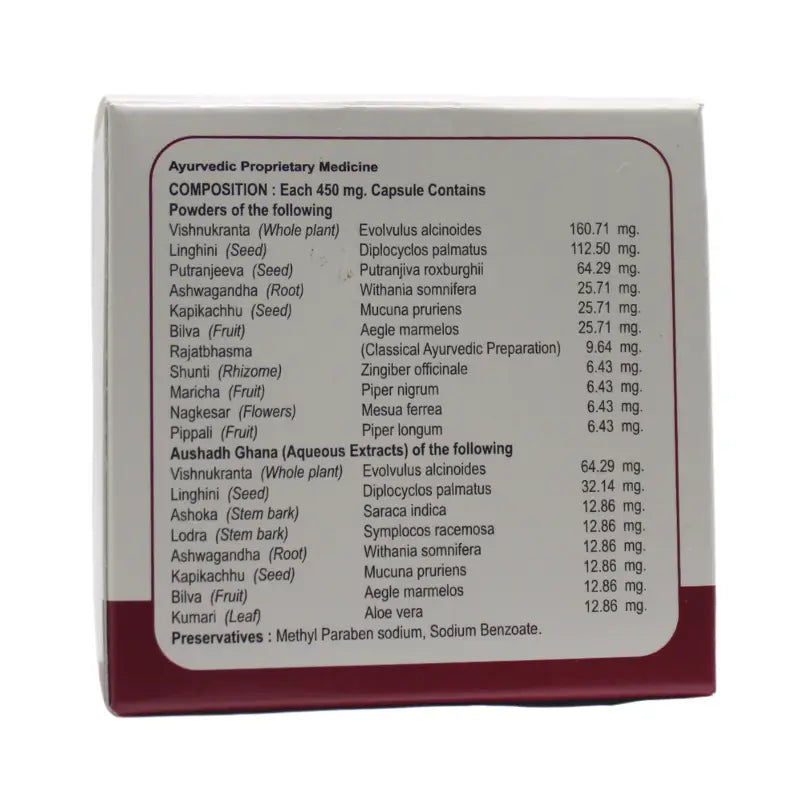 Ayurvedic Proprietary Medicine
COMPOSITION : Each 450 mg. Capsule Contains
Powders of the following
Vishnukranta (Whole plant) Evolvulus alcinoides 160.71 mg.
Linghini (Seed) Diplocyclos palmatus 112.50 mg.
Putranjeeva (Seed) Putranjiva roxburghii 64.29 mg.
Ashwagandha (Root) Withania somnifera 25.71 mg.
Kapikachhu (Seed) Mucuna pruriens 25.71 mg.
Bilva (Fruit) Aegle marmelos 25.71 mg.
Rajatbhasma (Classical Ayurvedic Preparation) 9.64 mg.
Shunti (Rhizome) Zingiber officinale 6.43 mg.
Maricha (Fruit) Piper nigrum 6.43 mg.
Nagkesar (Flowers) Mesua ferrea 6.43 mg.
Pippali (Fruit) Piper longum 6.43 mg.
Aushadh Ghana (Aqueous Extracts) of the following
Vishnukranta (Whole plant) Evolvulus alcinoides 64.29 mg.
Linghini (Seed) Diplocyclos palmatus 32.14 mg.
Ashoka (Stem bark) Saraca indica 12.86 mg.
Lodra (Stem bark) Symplocos racemosa 12.86 mg.
Ashwagandha (Root) Withania somnifera 12.86 mg.
Kapikachhu (Seed) Mucuna pruriens 12.86 mg.
Bilva (Fruit) Aegle marmelos 12.86 mg.
Kumari (Leaf) Aloe vera 12.86 mg.
Preservatives : Methyl Paraben sodium, Sodium Benzoate.